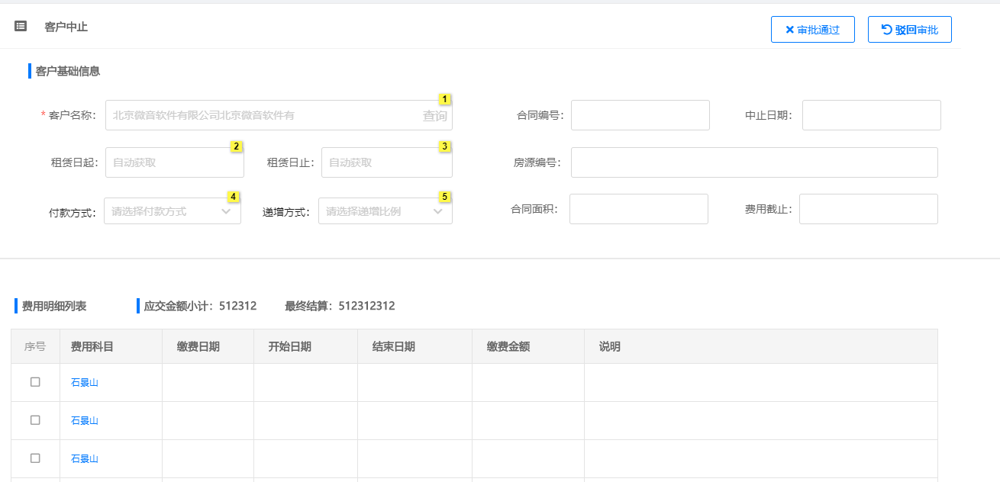 客户中止
审批通过
驳回审批
客户基础信息
* 客户名称: 北京微音软件有限公司北京微音软件有 查询 1
合同编号:
中止日期:
租赁日起: 自动获取 2
租赁日止: 自动获取 3
房源编号:
付款方式: 请选择付款方式 4
递增方式: 请选择递增比例 5
合同面积:
费用截止:
费用明细列表
应交金额小计: 512312
最终结算: 512312312
序号 费用科目 缴费日期 开始日期 结束日期 缴费金额 说明
石景山
石景山
石景山